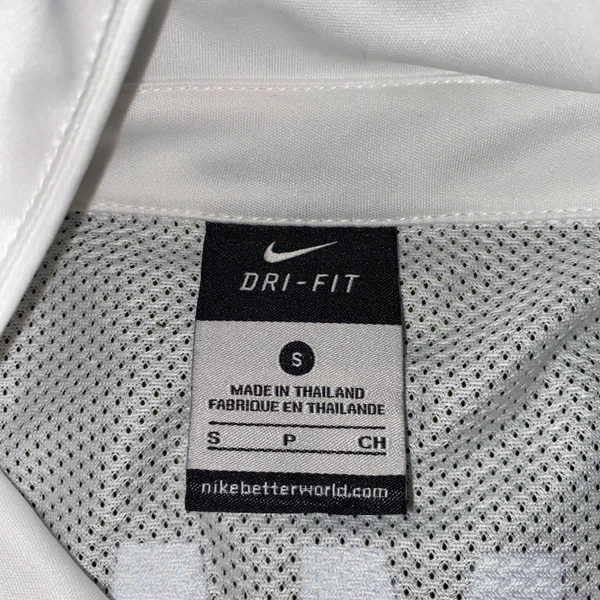 DRI-FIT
S
MADE IN THAILAND
FABRIQUE EN THAILANDE
S P CH
nikebetterworld.com